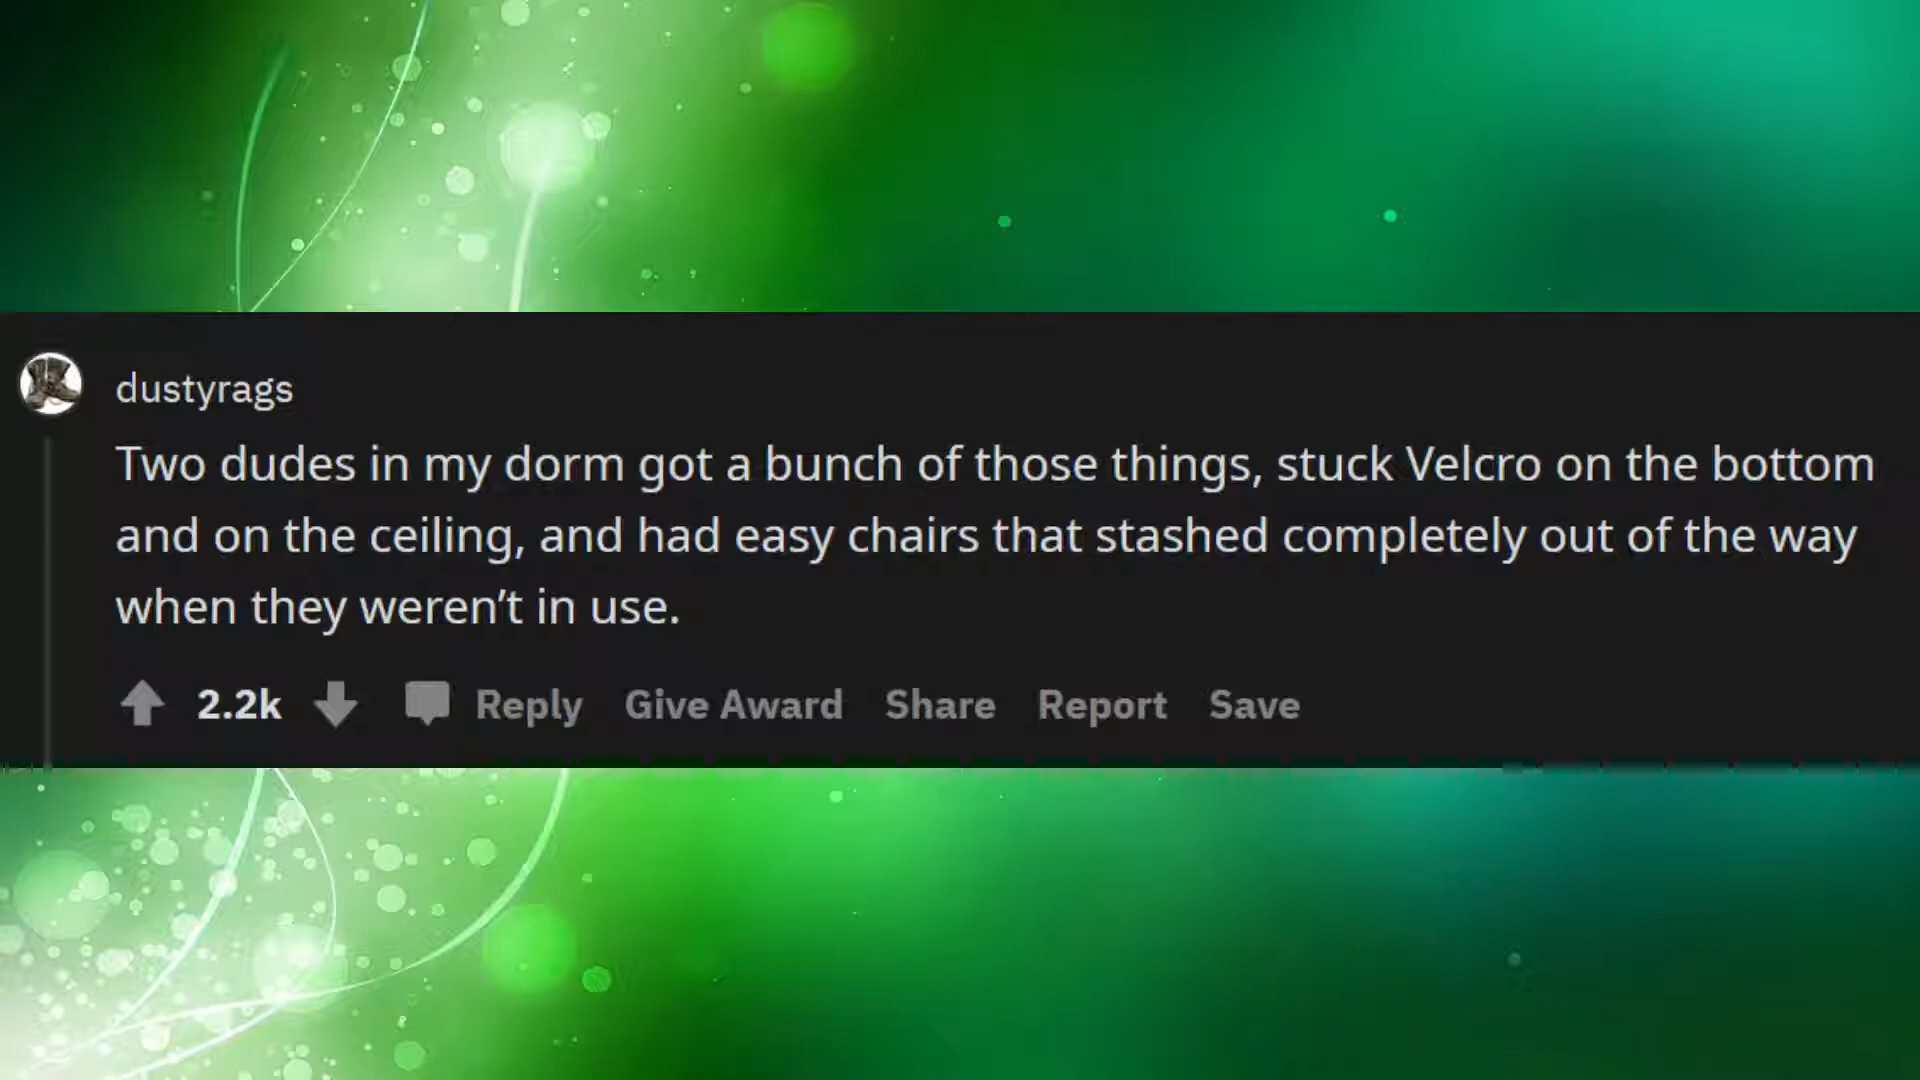 dustyrags
Two dudes in my dorm got a bunch of those things, stuck Velcro on the bottom
and on the ceiling, and had easy chairs that stashed completely out of the way
when they weren’t in use.
2.2k Reply Give Award Share Report Save